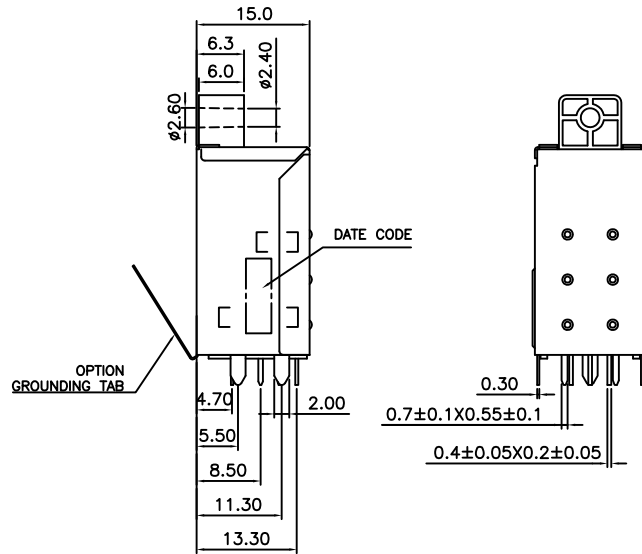 15.0
6.3
6.0
ø2.40
ø2.60
DATE CODE
OPTION
GROUNDING TAB
4.70
2.00
5.50
8.50
11.30
13.30
0.30
0.7±0.1X0.55±0.1
0.4±0.05X0.2±0.05